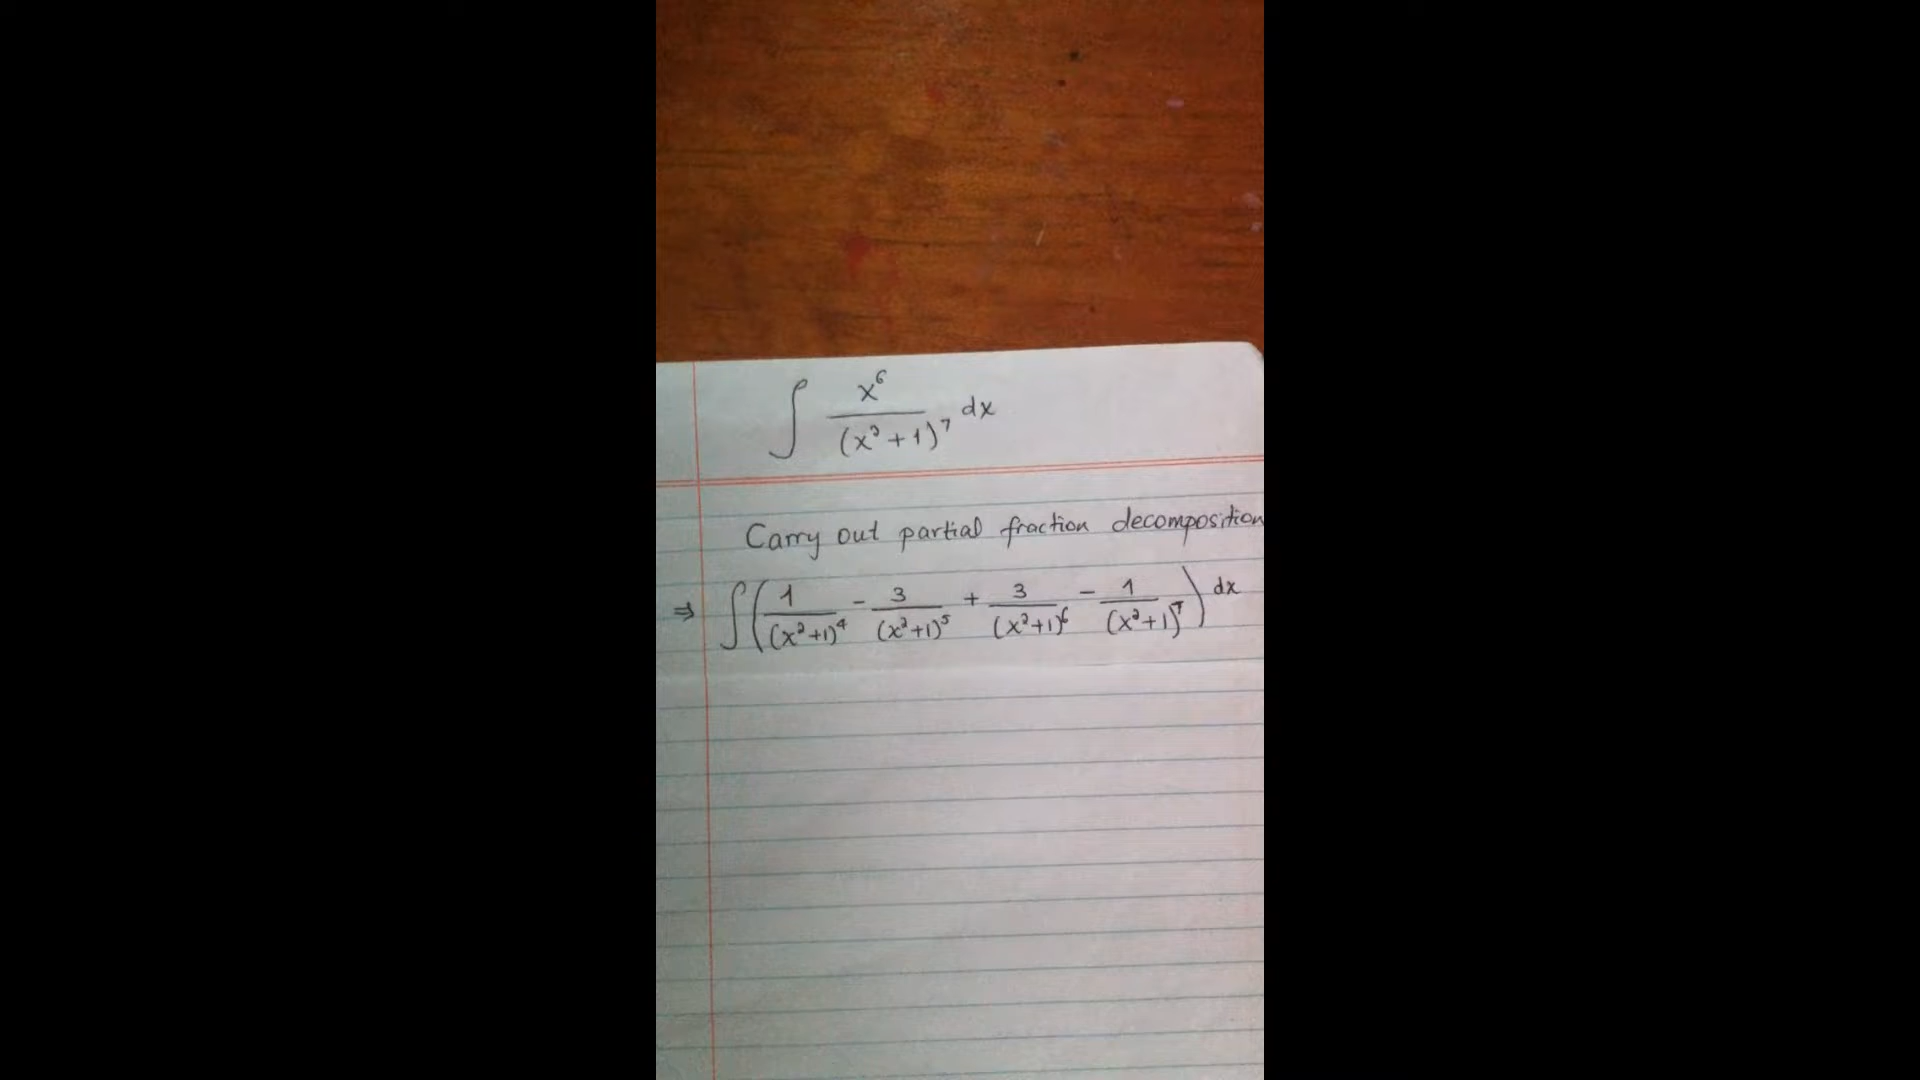 ∫ x⁶/(x²+1)⁷ dx
Carry out partial fraction decomposition
⇒ ∫(1/(x²+1)⁴ - 3/(x²+1)⁵ + 3/(x²+1)⁶ - 1/(x²+1)⁷) dx